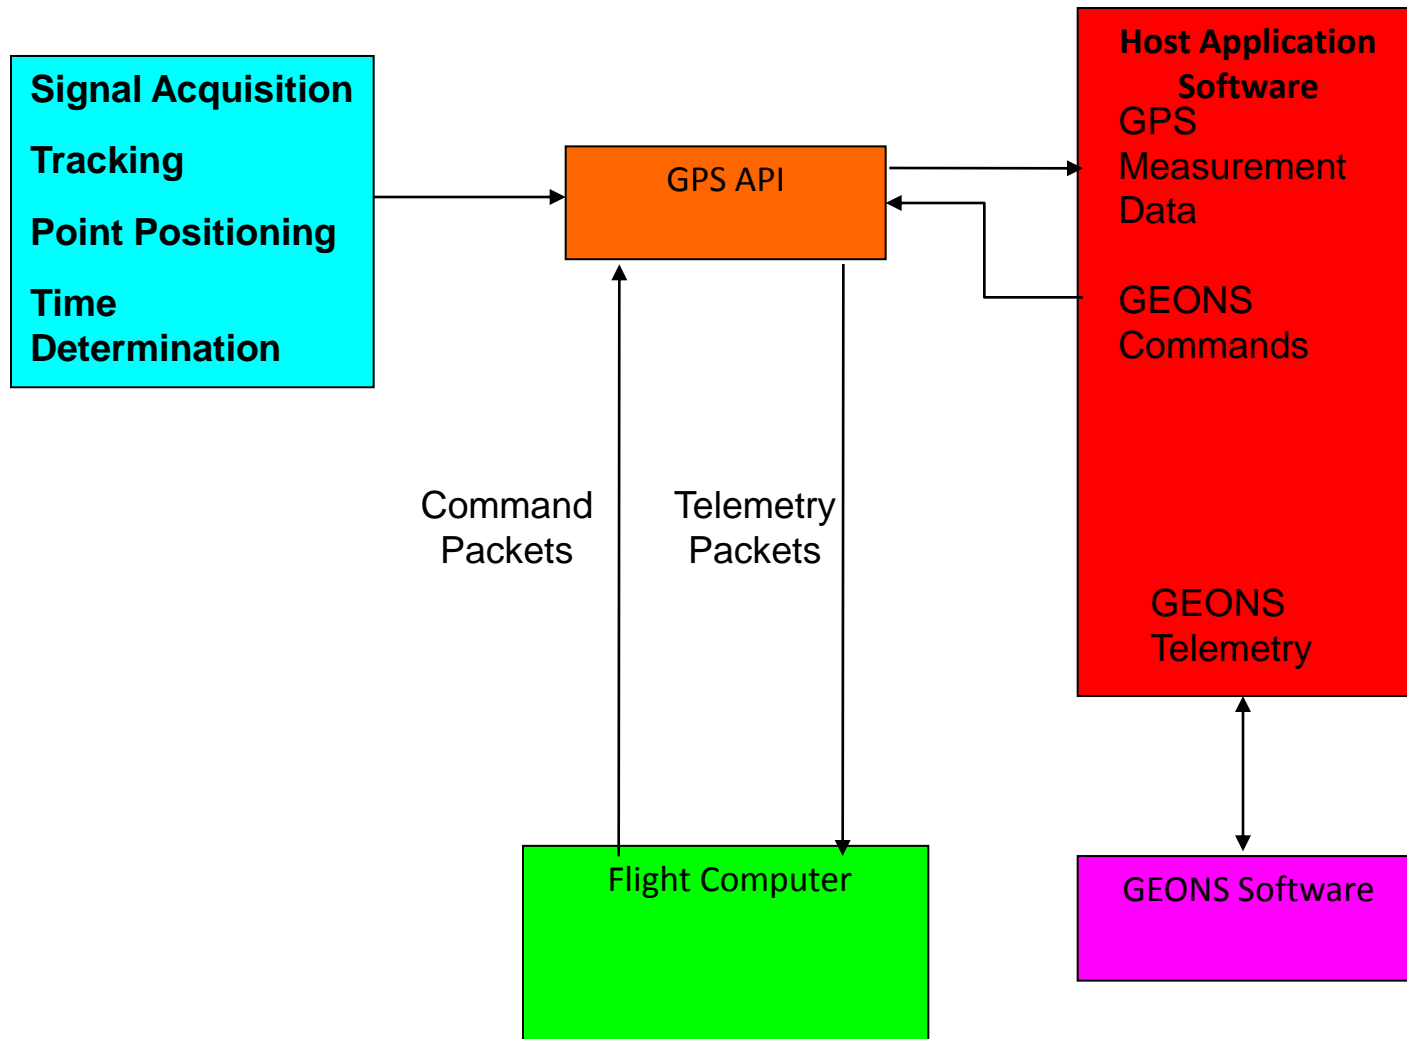 Signal Acquisition
Tracking
Point Positioning
Time
Determination
GPS API
Host Application
Software
GPS
Measurement
Data
GEONS
Commands
GEONS
Telemetry
Command
Packets
Telemetry
Packets
Flight Computer
GEONS Software